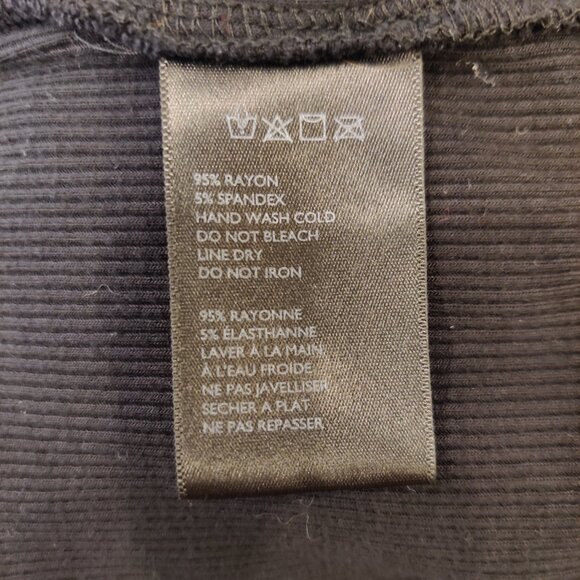 95% RAYON
5% SPANDEX
HAND WASH COLD
DO NOT BLEACH
LINE DRY
DO NOT IRON
95% RAYONNE
5% ÉLASTHANNE
LAVER À LA MAIN
À L'EAU FROIDE
NE PAS JAVELLISER
SECHER A PLAT
NE PAS REPASSER